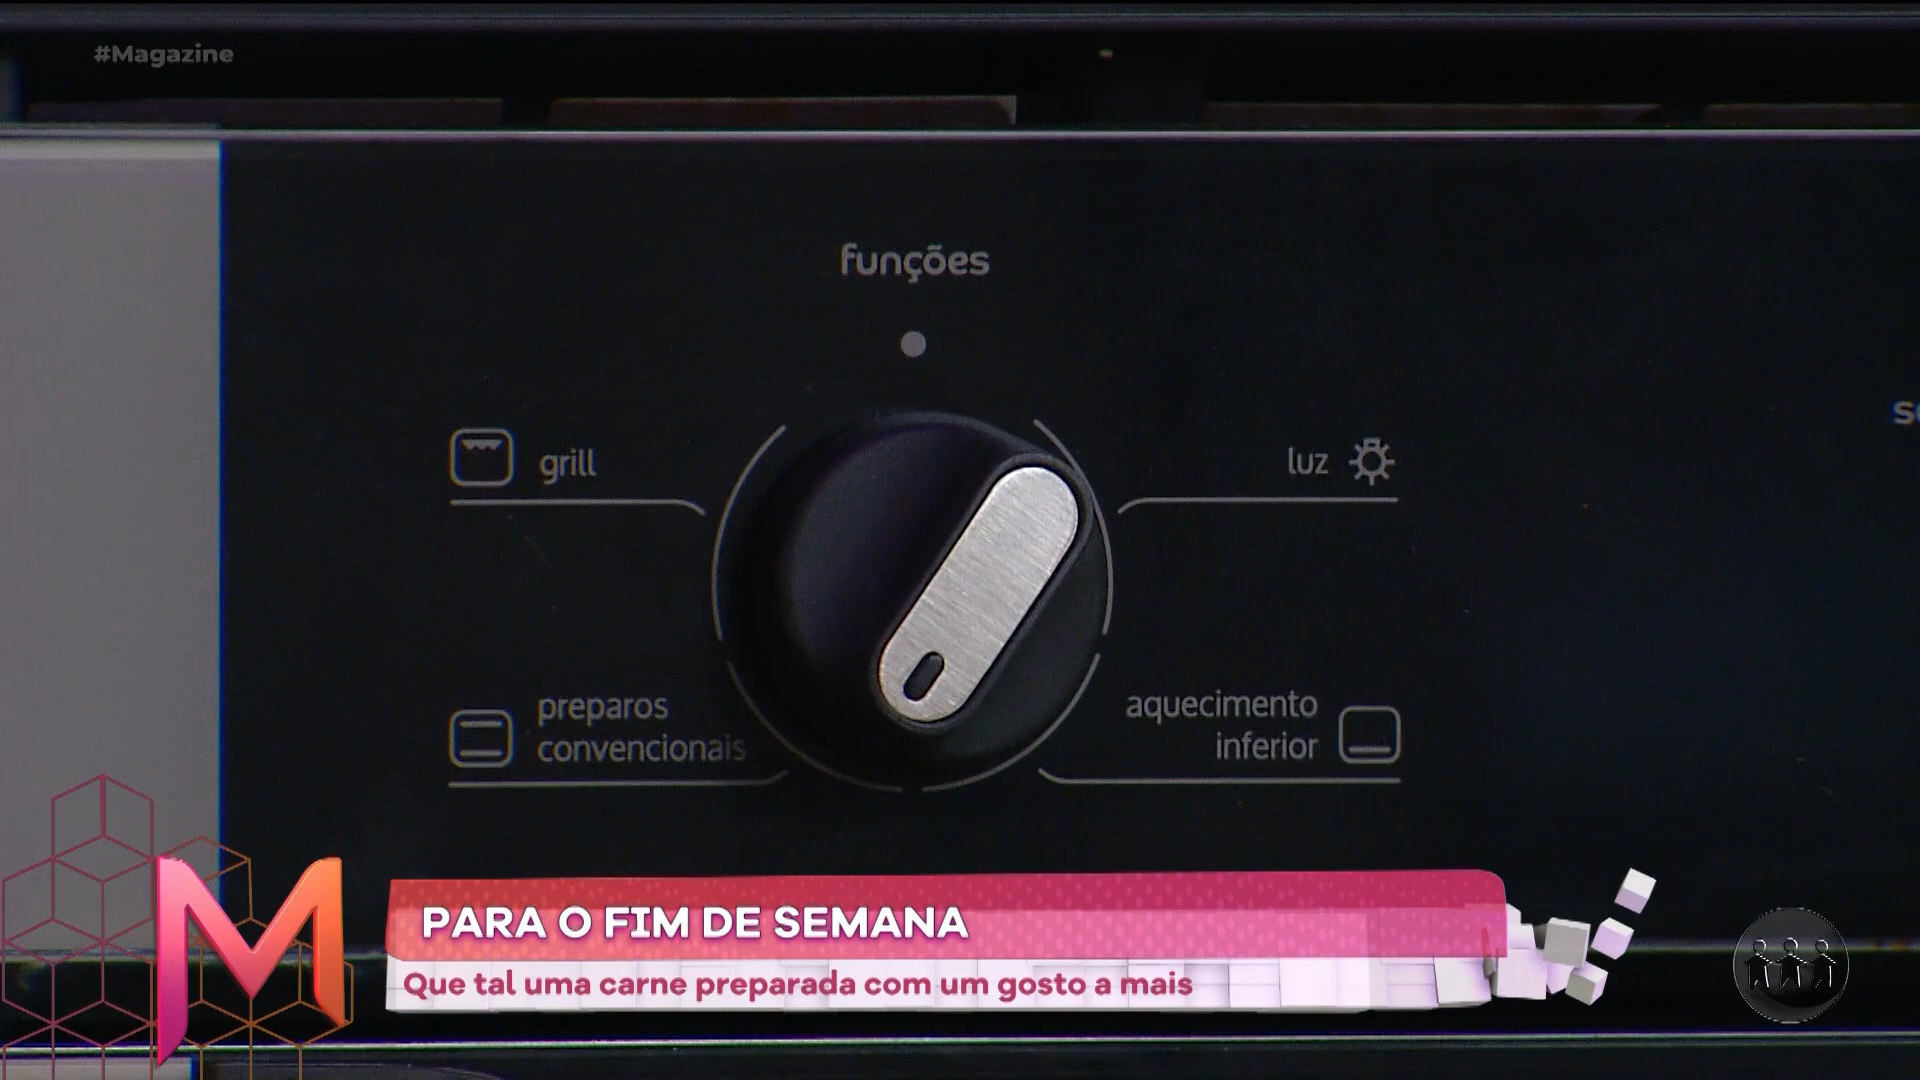 #Magazine
funções
grill
luz
preparos
convencionais
aquecimento
inferior
M
PARA O FIM DE SEMANA
Que tal uma carne preparada com um gosto a mais